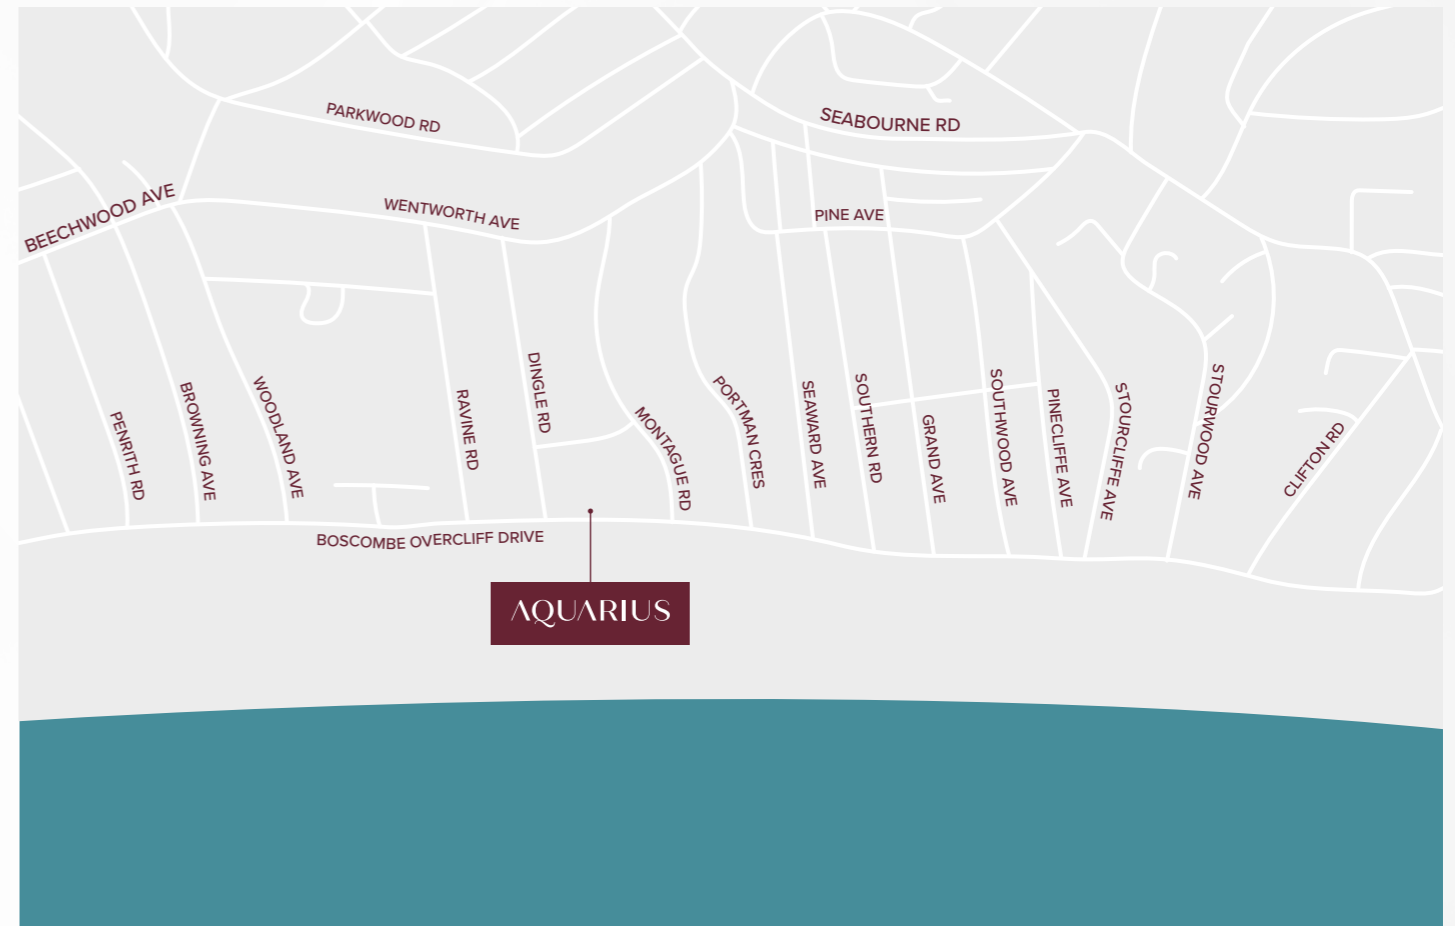 PARKWOOD RD
SEABOURNE RD
BEECHWOOD AVE
WENTWORTH AVE
PINE AVE
PENRITH RD
BROWNING AVE
WOODLAND AVE
RAVINE RD
DINGLE RD
MONTAGUE RD
PORTMAN CRES
SEAWARD AVE
SOUTHERN RD
GRAND AVE
SOUTHWOOD AVE
PINECLIFFE AVE
STOURCLIFFE AVE
STOURWOOD AVE
CLIFTON RD
BOSCOMBE OVERCLIFF DRIVE
AQUARIUS